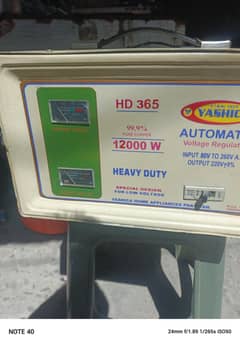 YASHICA
HD 365
99.9%
PURE COPPER
12000 W
AUTOMAT
Voltage Regulat
INPUT 80V TO 260V A
OUTPUT 220V±6%
HEAVY DUTY
SPECIAL DESIGN
FOR LOW VOLTAGE
YASHICA HOME APPLIANCES PAKISTAN
NOTE 40
24mm f/1.89 1/265s ISO50